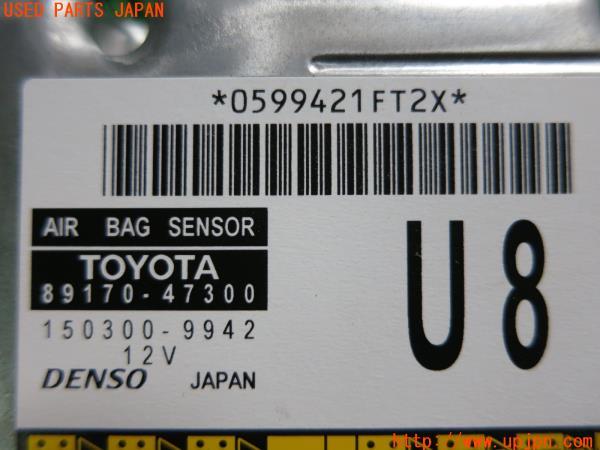 USED PARTS JAPAN
*0599421FT2X*
AIR BAG SENSOR
TOYOTA
89170-47300
150300-9942
12V
DENSO JAPAN
U8
http://www.upjpn.com